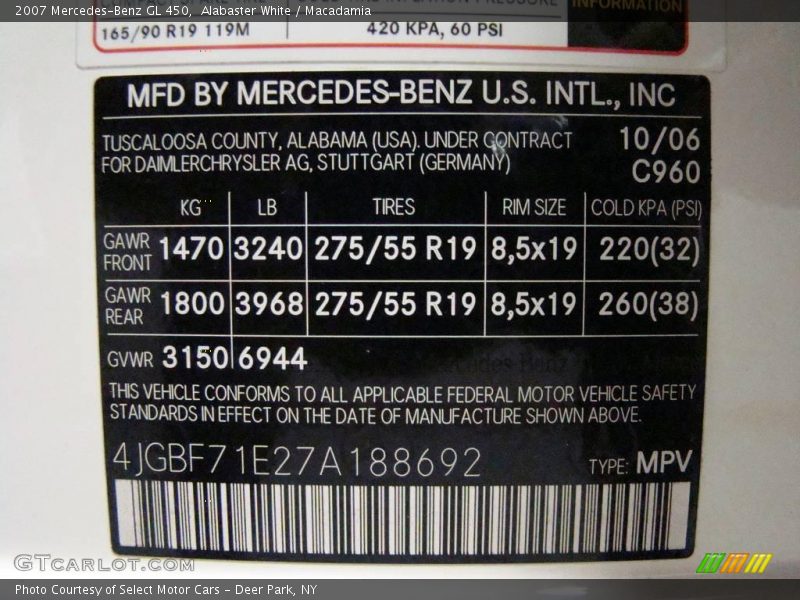 2007 Mercedes-Benz GL 450,  Alabaster White / Macadamia
INFORMATION
165/90 R19 119M 420 KPA, 60 PSI
MFD BY MERCEDES-BENZ U.S. INTL., INC
TUSCALOOSA COUNTY, ALABAMA (USA). UNDER CONTRACT 10/06
FOR DAIMLERCHRYSLER AG, STUTTGART (GERMANY) C960
KG LB TIRES RIM SIZE COLD KPA (PSI)
GAWR FRONT 1470 3240 275/55 R19 8,5x19 220(32)
GAWR REAR 1800 3968 275/55 R19 8,5x19 260(38)
GVWR 3150 6944
THIS VEHICLE CONFORMS TO ALL APPLICABLE FEDERAL MOTOR VEHICLE SAFETY
STANDARDS IN EFFECT ON THE DATE OF MANUFACTURE SHOWN ABOVE.
4JGBF71E27A188692 TYPE: MPV
GTCARLOT.COM
Photo Courtesy of Select Motor Cars - Deer Park, NY